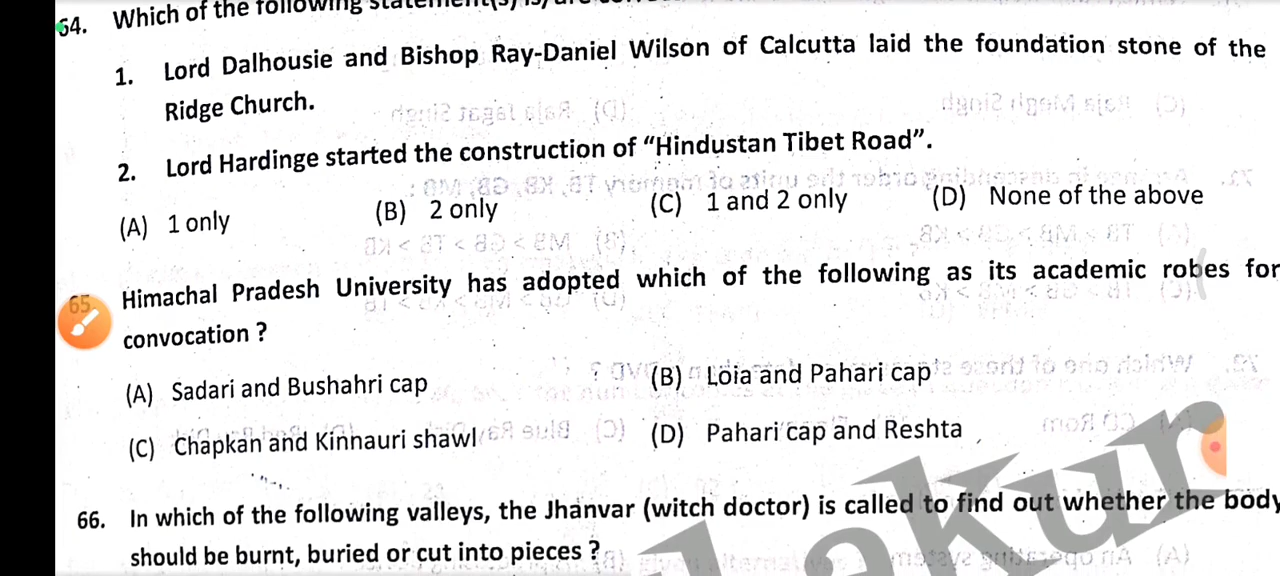 64. Which of the following statement(s) is/are
1. Lord Dalhousie and Bishop Ray-Daniel Wilson of Calcutta laid the foundation stone of the
Ridge Church.
2. Lord Hardinge started the construction of “Hindustan Tibet Road”.
(A) 1 only (B) 2 only (C) 1 and 2 only (D) None of the above
65. Himachal Pradesh University has adopted which of the following as its academic robes for
convocation ?
(A) Sadari and Bushahri cap (B) Loia and Pahari cap
(C) Chapkan and Kinnauri shawl (D) Pahari cap and Reshta
66. In which of the following valleys, the Jhanvar (witch doctor) is called to find out whether the body
should be burnt, buried or cut into pieces ?
akur